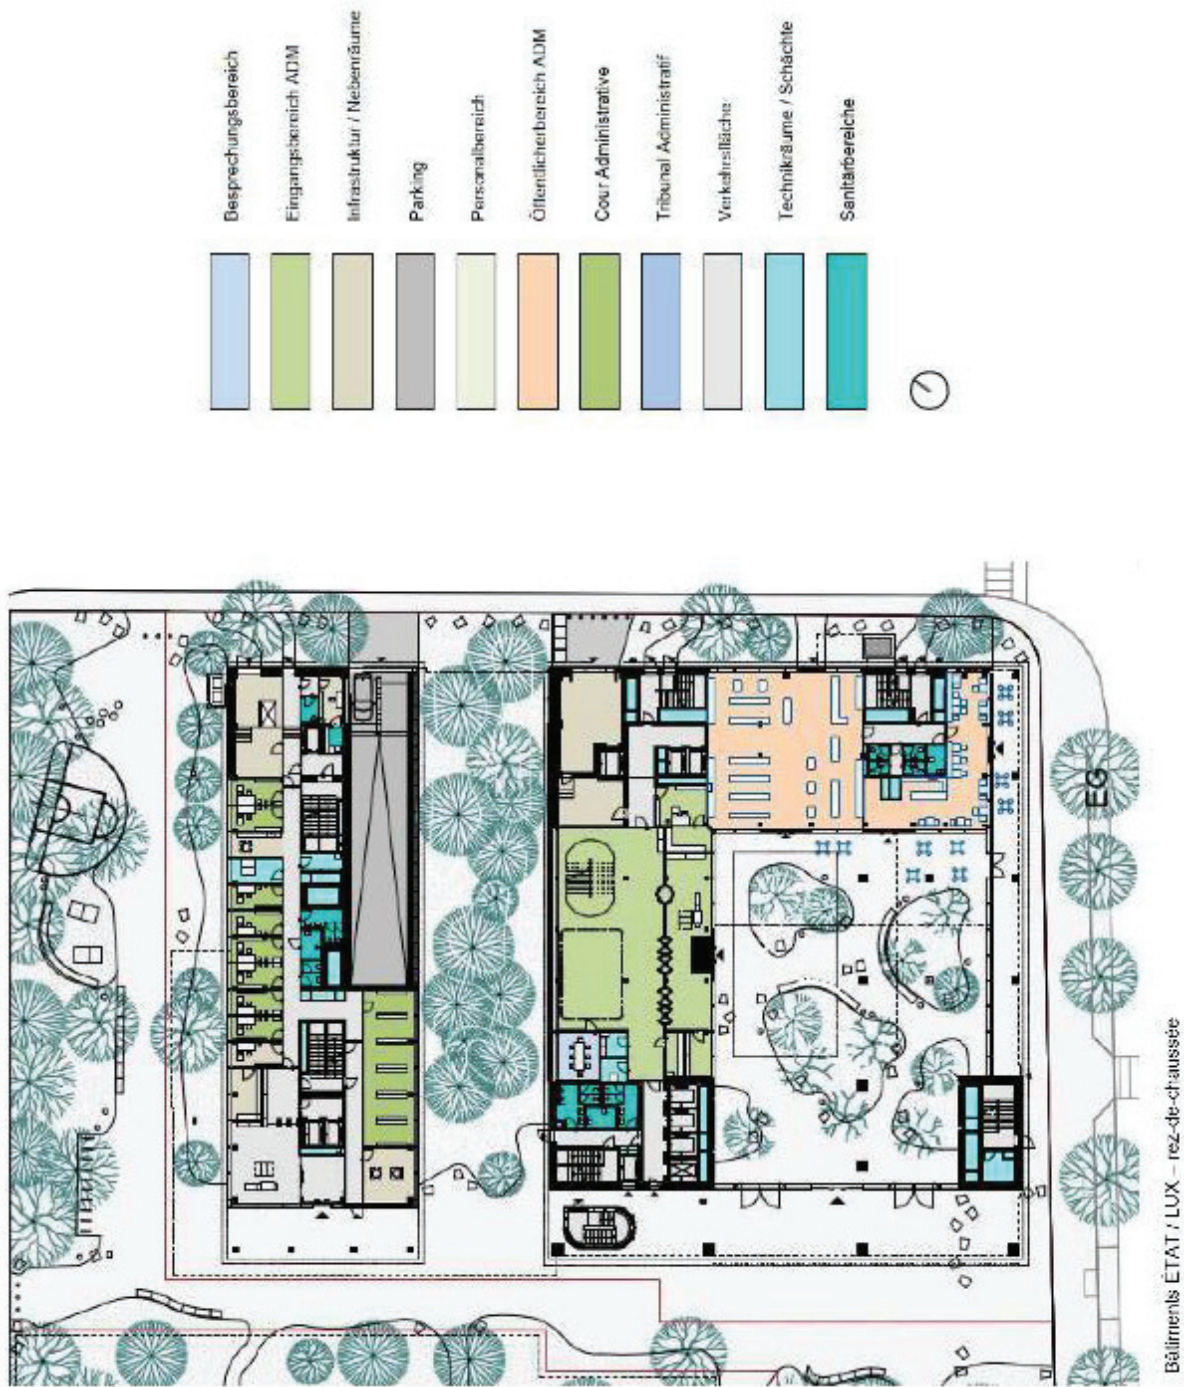 Besprechungsbereich
Eingangsbereich ADM
Infrastruktur / Nebenräume
Parking
Personalbereich
Öffentlicherbereich ADM
Cour Administrative
Tribunal Administratif
Verkehrsfläche
Technikräume / Schächte
Sanitärbereiche
EG
Bâtiments ETAT / LUX – rez-de-chaussée